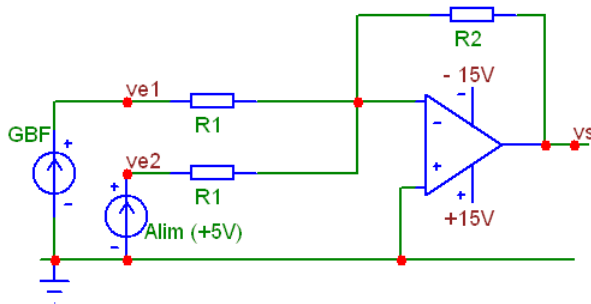 R2
- 15V
ve1
R1
GBF
ve2
R1
vs
Alim (+5V)
+15V